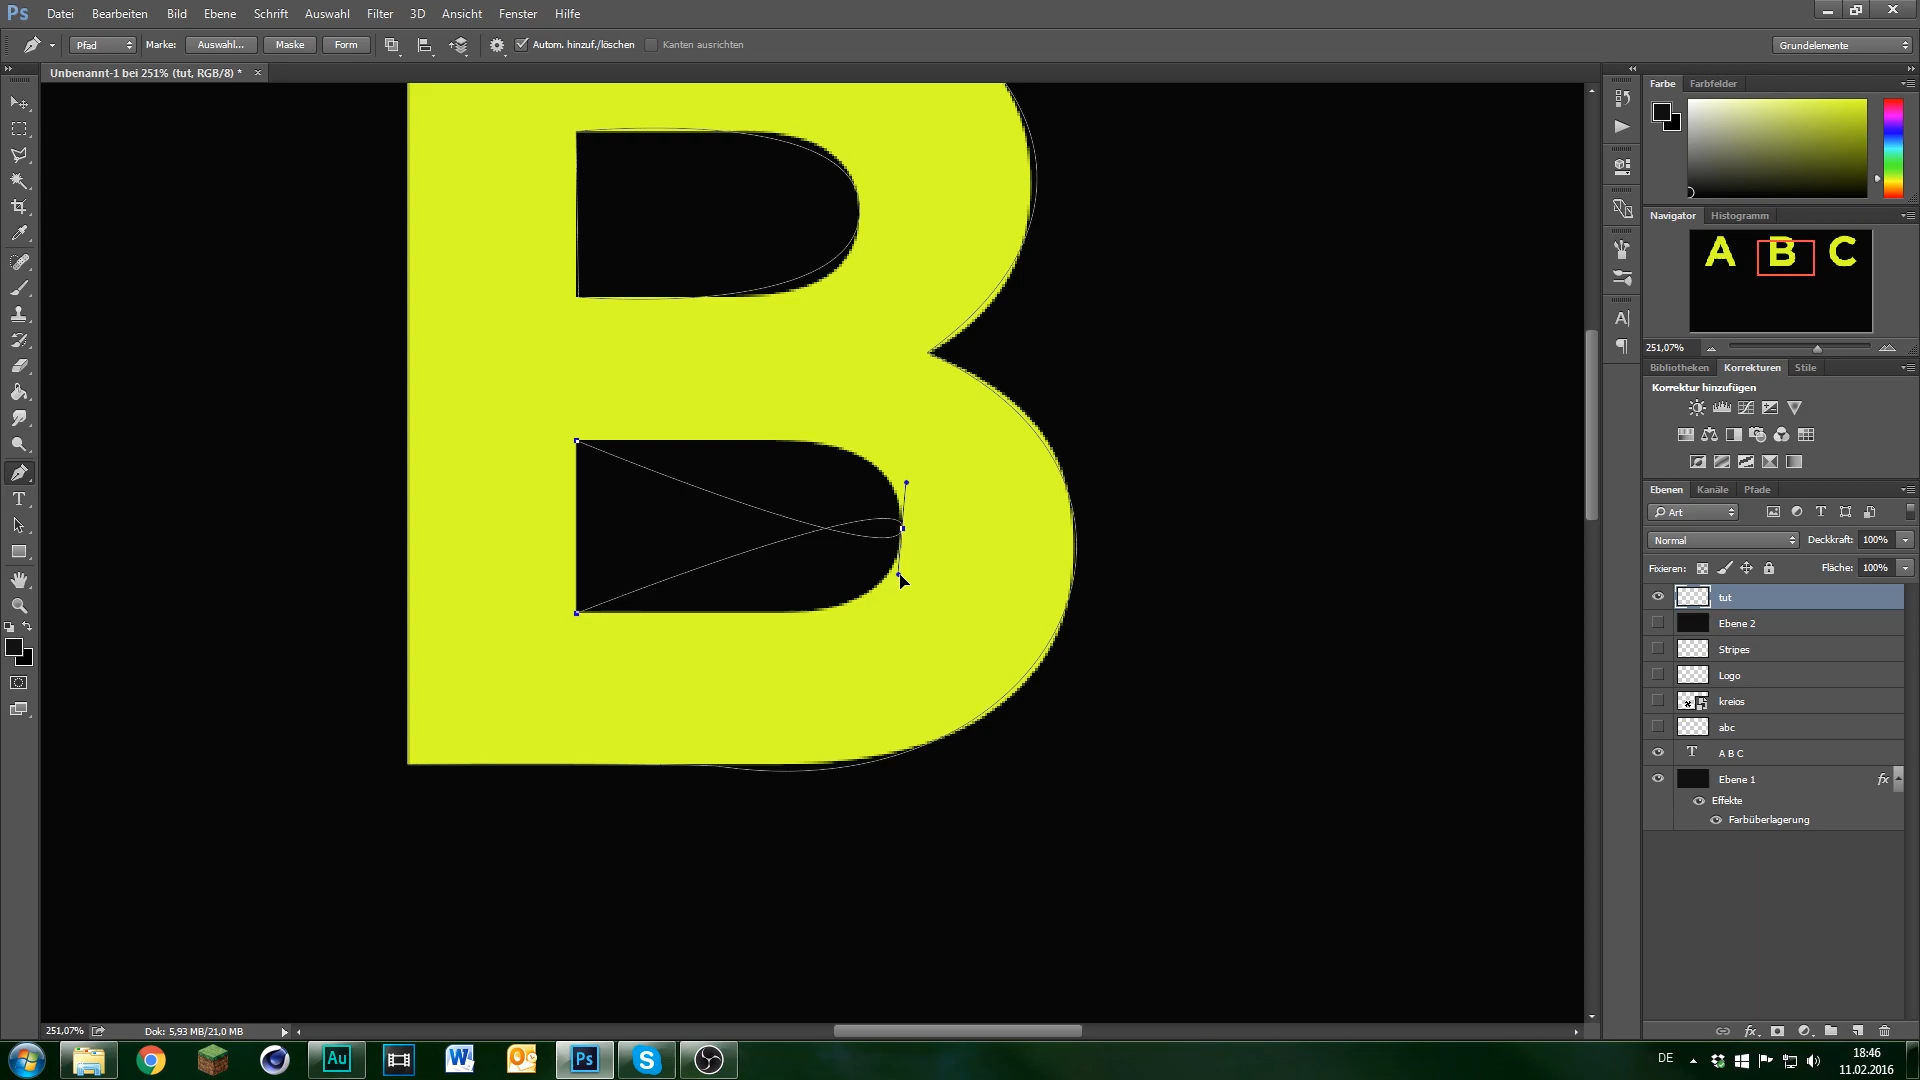 Ps Datei Bearbeiten Bild Ebene Schrift Auswahl Filter 3D Ansicht Fenster Hilfe
Pfad Marke: Auswahl... Maske Form Autom. hinzuf./löschen Kanten ausrichten Grundelemente
Unbenannt-1 bei 251% (tut, RGB/8) *
Farbe Farbfelder
B
Navigator Histogramm
A B C
251,07%
Bibliotheken Korrekturen Stile
Korrektur hinzufügen
Ebenen Kanäle Pfade
Art
Normal Deckkraft: 100%
Fixieren: Fläche: 100%
tut
Ebene 2
Stripes
Logo
kreios
abc
T A B C
Ebene 1 fx
Effekte
Farbüberlagerung
251,07% Dok: 5,93 MB/21,0 MB
Au W Ps S
DE 18:46
11.02.2016